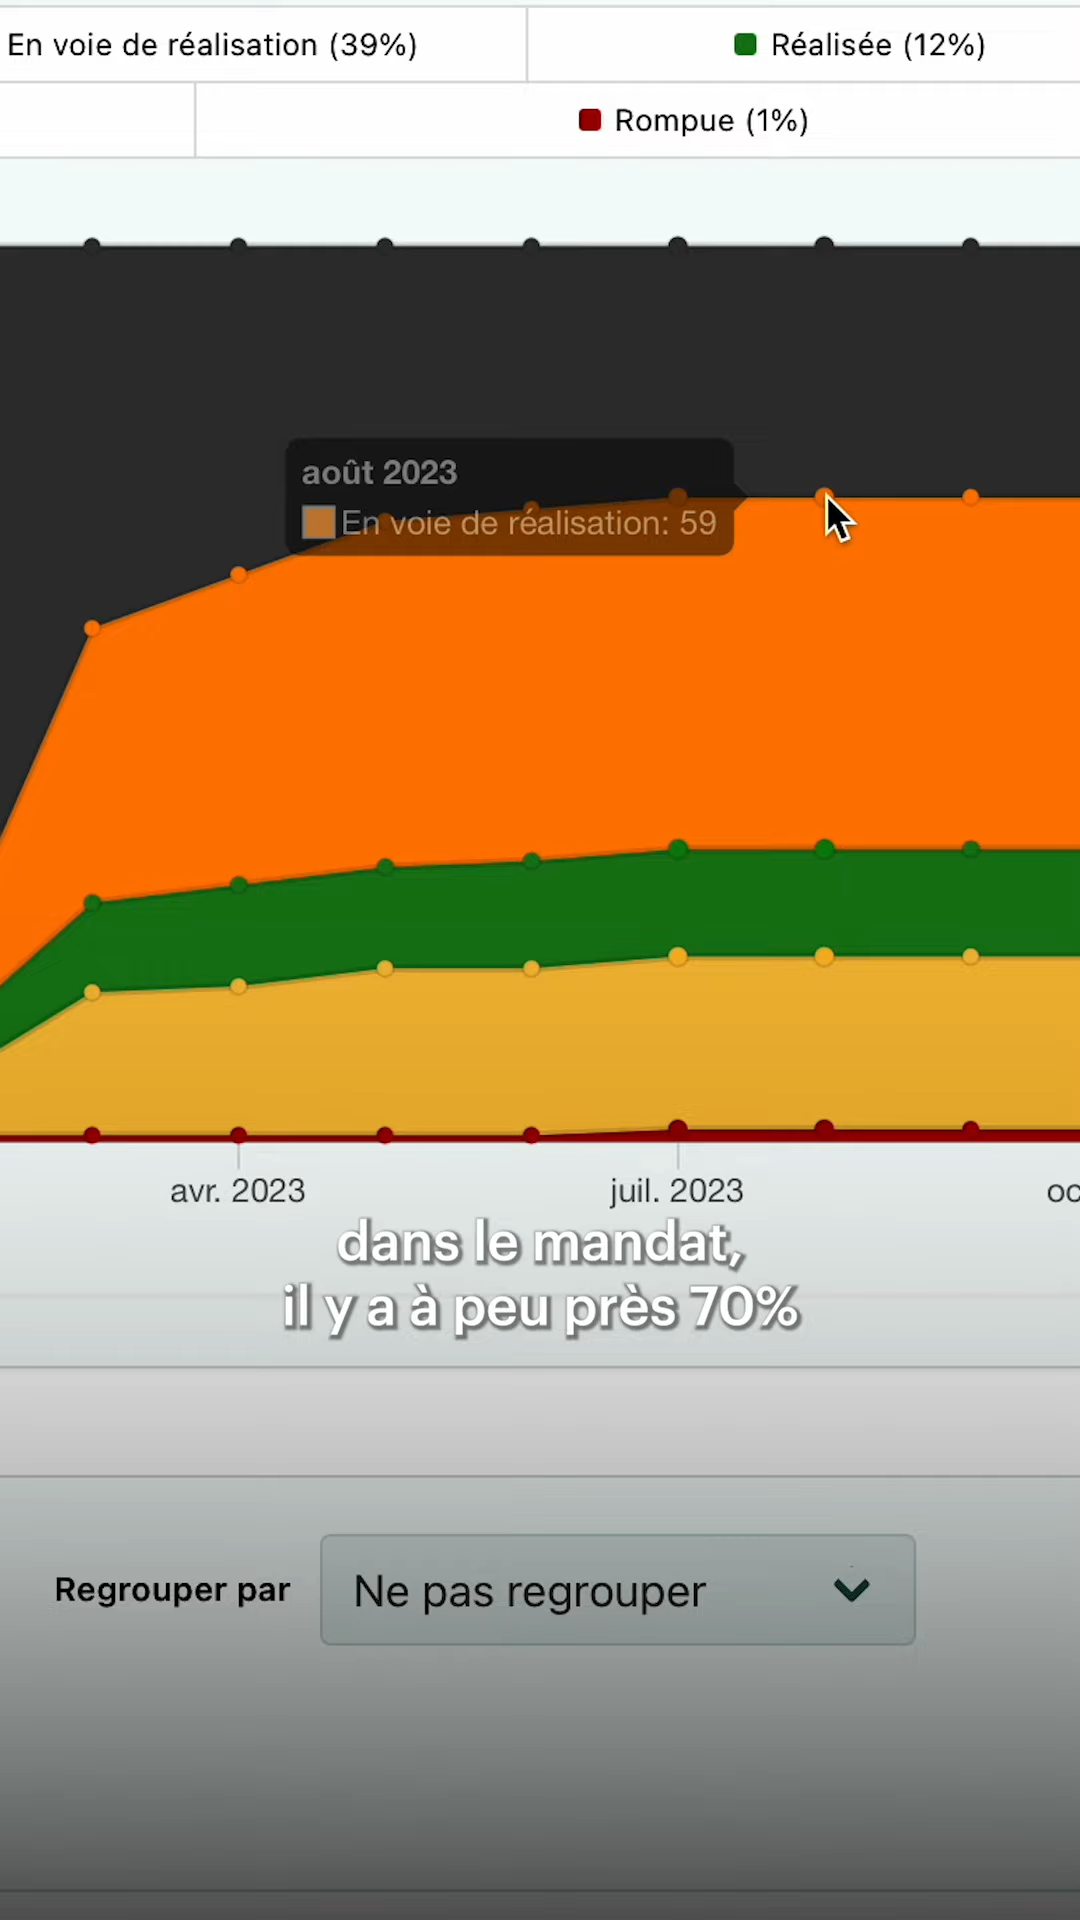 En voie de réalisation (39%)
Réalisée (12%)
Rompue (1%)
août 2023
En voie de réalisation: 59
avr. 2023
juil. 2023
oc
dans le mandat,
il y a à peu près 70%
Regrouper par
Ne pas regrouper